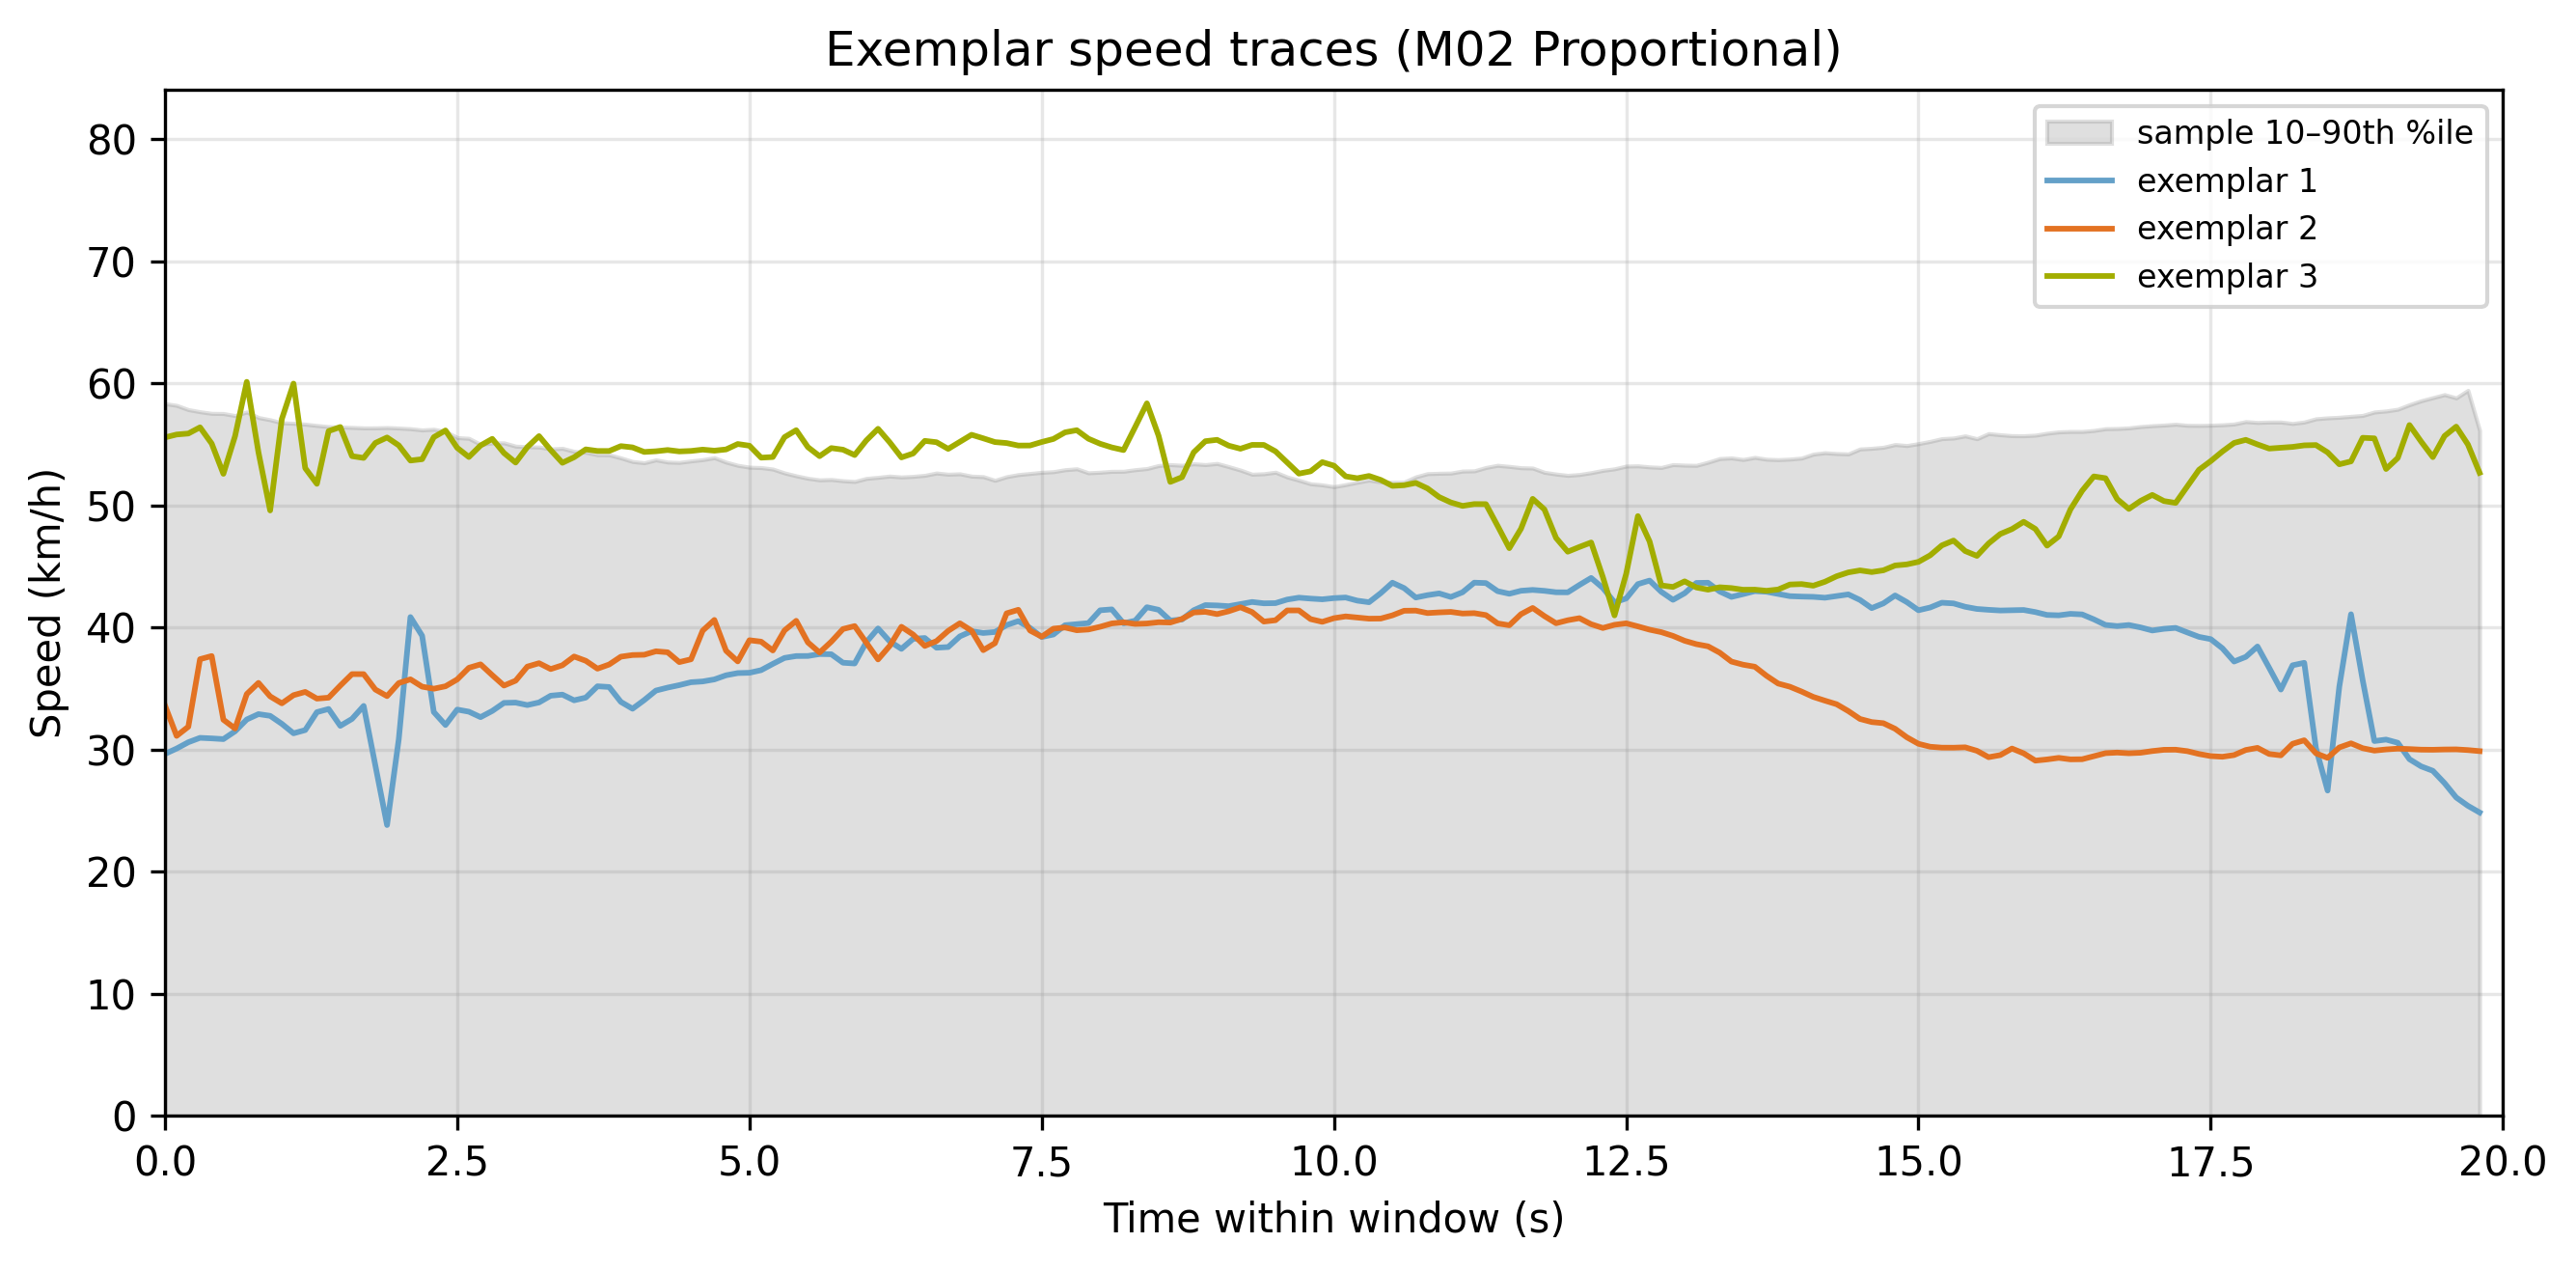 Exemplar speed traces (M02 Proportional)
Speed (km/h)
80
70
60
50
40
30
20
10
0
sample 10–90th %ile
exemplar 1
exemplar 2
exemplar 3
0.0 2.5 5.0 7.5 10.0 12.5 15.0 17.5 20.0
Time within window (s)